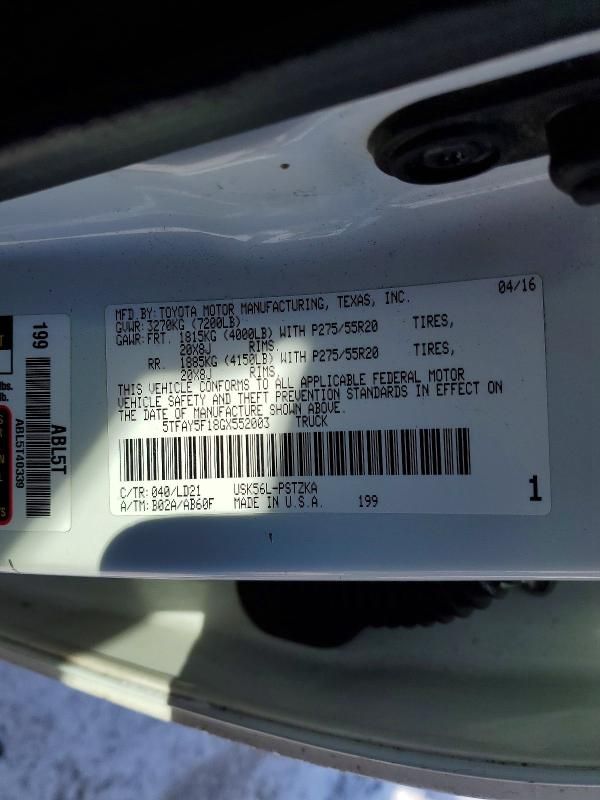 MFD.BY:TOYOTA MOTOR MANUFACTURING, TEXAS, INC. 04/16
GVWR:3270KG (7200LB)
GAWR:FRT. 1815KG (4000LB) WITH P275/55R20 TIRES,
20X8J RIMS,
RR. 1885KG (4150LB) WITH P275/55R20 TIRES,
20X8J RIMS,
THIS VEHICLE CONFORMS TO ALL APPLICABLE FEDERAL MOTOR
VEHICLE SAFETY AND THEFT PREVENTION STANDARDS IN EFFECT ON
THE DATE OF MANUFACTURE SHOWN ABOVE.
5TFAY5F18GX552003 TRUCK
C/TR:040/LD21 USK56L-PSTZKA
A/TM:B02A/AB60F MADE IN U.S.A. 199 1
199
ABL5T
ABL5T40339
lbs.